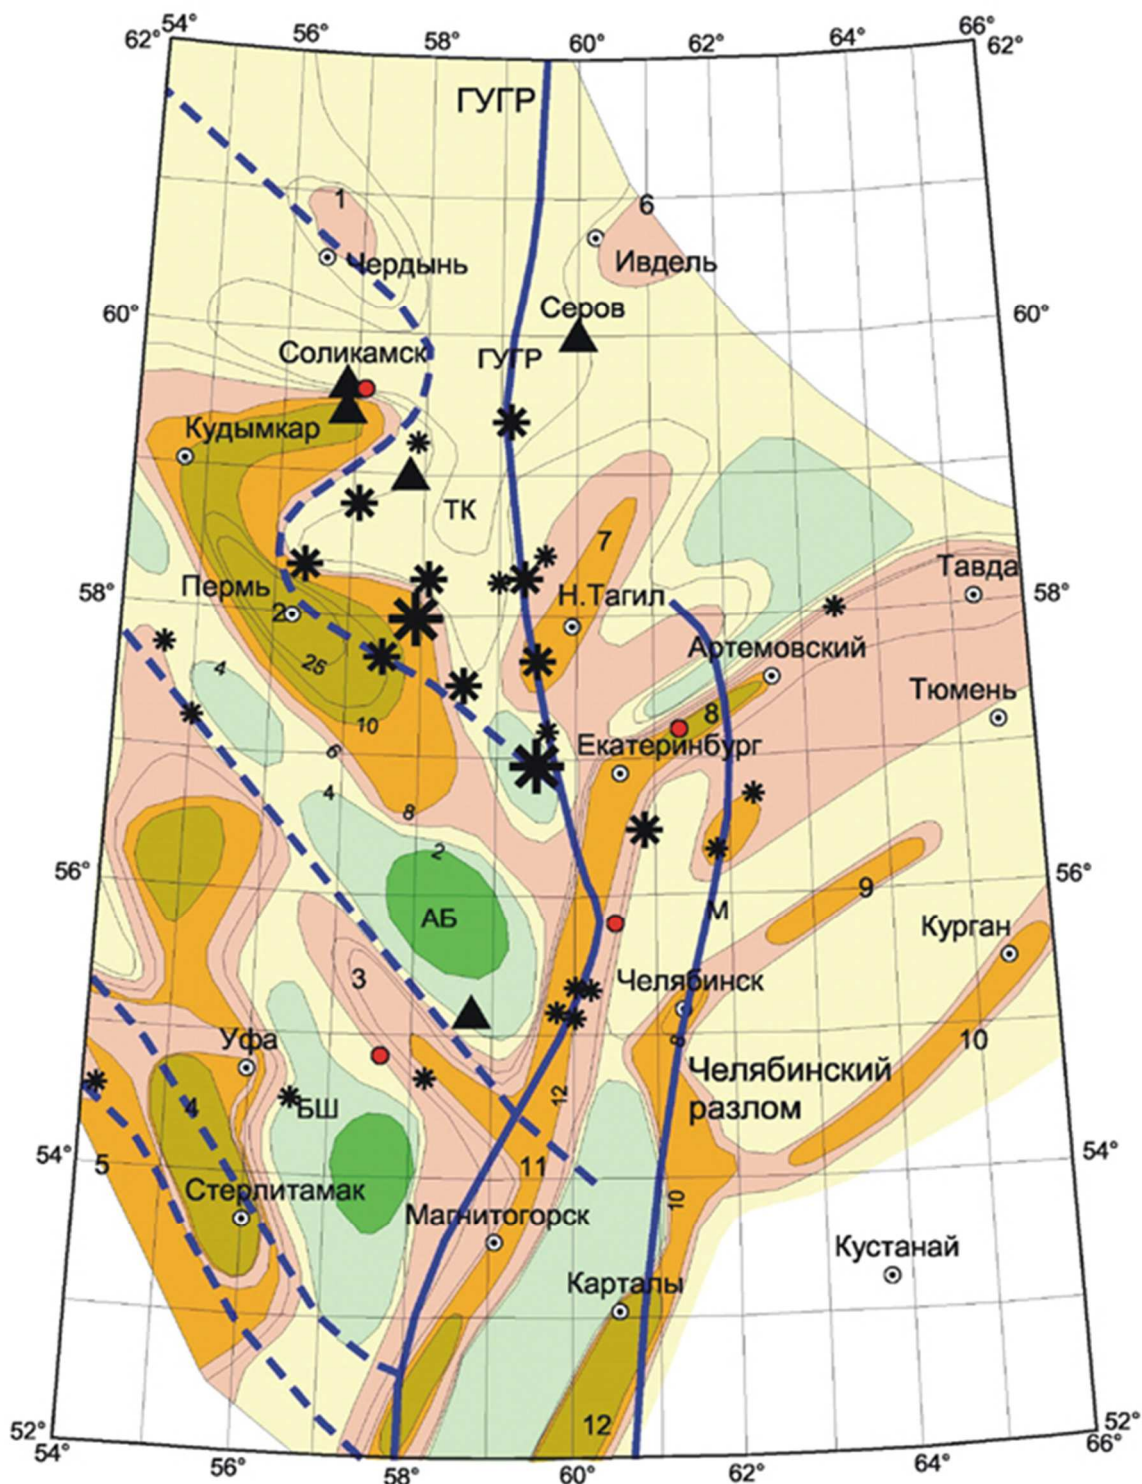 54°
56°
58°
60°
62°
64°
66°
62°
62°
ГУГР
1
6
Чердынь
Ивдель
60°
Серов
60°
Соликамск
ГУГР
Кудымкар
ТК
7
Тавда
58°
Пермь
Н.Тагил
58°
2
25
Артемовский
4
Тюмень
10
8
6
Екатеринбург
4
8
2
56°
56°
9
АБ
М
Курган
3
Челябинск
Уфа
8
10
Челябинский
разлом
4
12
БШ
54°
5
11
54°
Стерлитамак
10
Магнитогорск
Кустанай
Карталы
12
52°
52°
54°
56°
58°
60°
62°
64°
66°